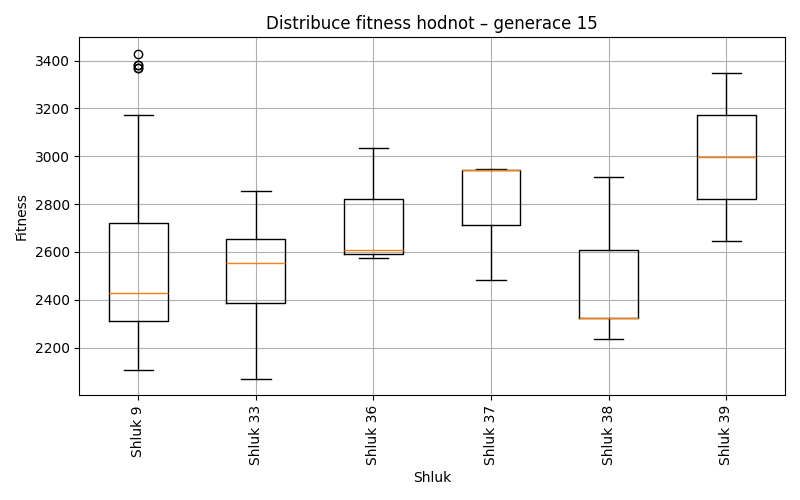 Distribuce fitness hodnot – generace 15
Fitness
3400
3200
3000
2800
2600
2400
2200
Shluk 9
Shluk 33
Shluk 36
Shluk 37
Shluk 38
Shluk 39
Shluk